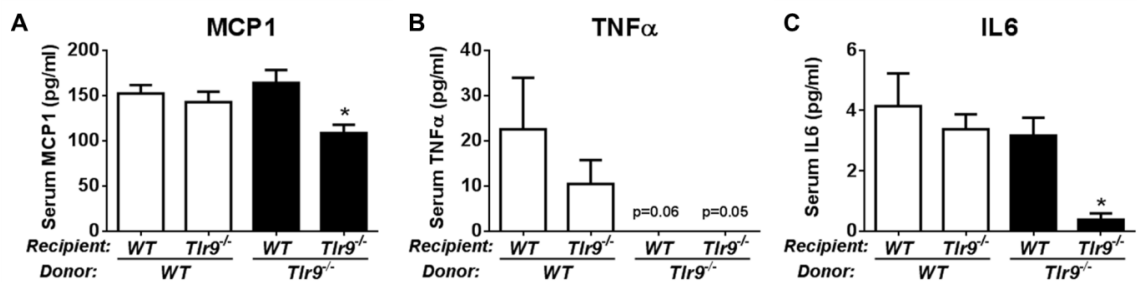 A
MCP1
Serum MCP1 (pg/ml)
200
150
100
50
0
*
Recipient: WT Tlr9-/- WT Tlr9-/-
Donor: WT Tlr9-/-
B
TNFα
Serum TNFα (pg/ml)
40
30
20
10
0
p=0.06 p=0.05
WT Tlr9-/- WT Tlr9-/-
WT Tlr9-/-
C
IL6
Serum IL6 (pg/ml)
6
4
2
0
*
Recipient: WT Tlr9-/- WT Tlr9-/-
Donor: WT Tlr9-/-